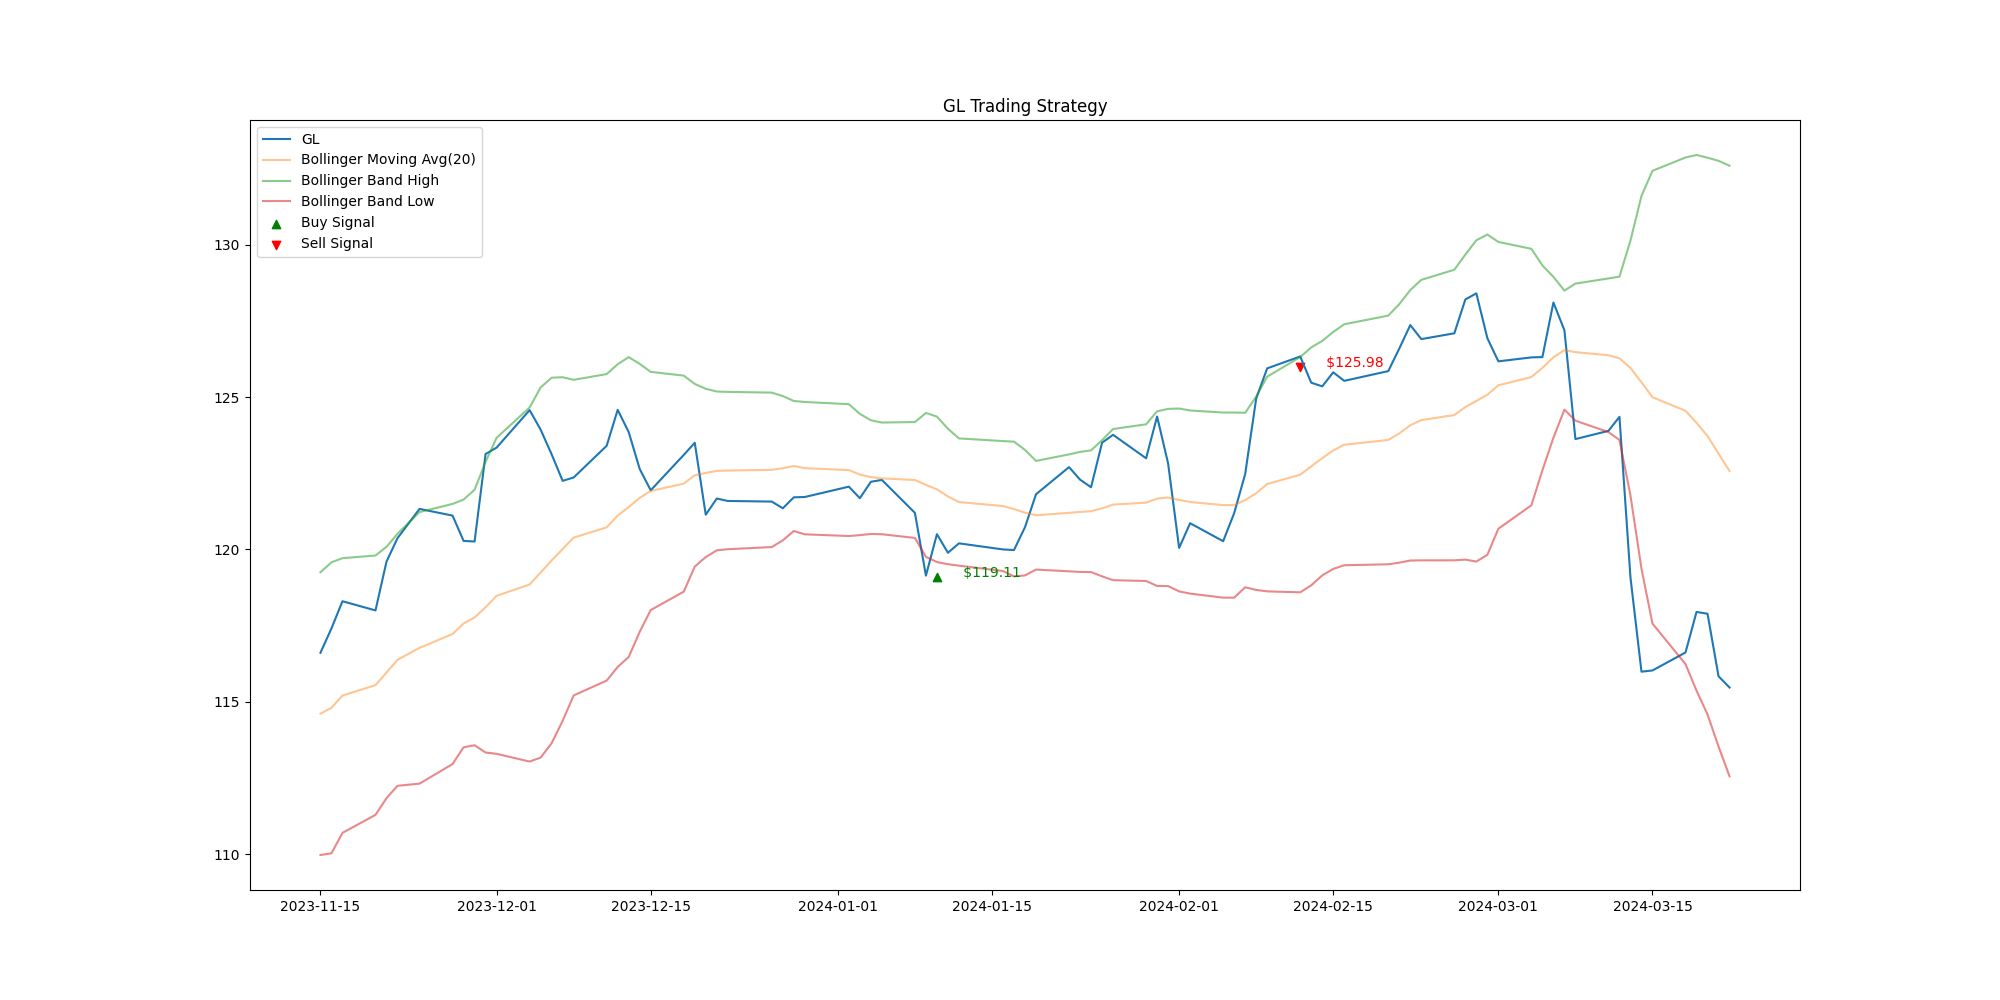 GL Trading Strategy
GL
Bollinger Moving Avg(20)
Bollinger Band High
Bollinger Band Low
Buy Signal
Sell Signal
130
125
120
115
110
$125.98
$119.11
2023-11-15
2023-12-01
2023-12-15
2024-01-01
2024-01-15
2024-02-01
2024-02-15
2024-03-01
2024-03-15